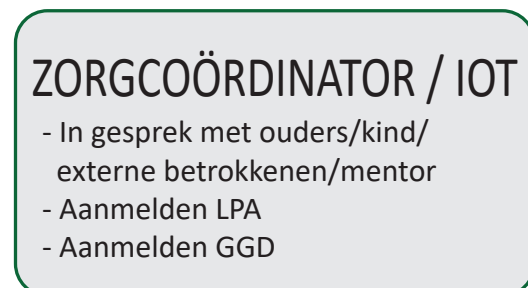 ZORGCOÖRDINATOR / IOT
- In gesprek met ouders/kind/
externe betrokkenen/mentor
- Aanmelden LPA
- Aanmelden GGD